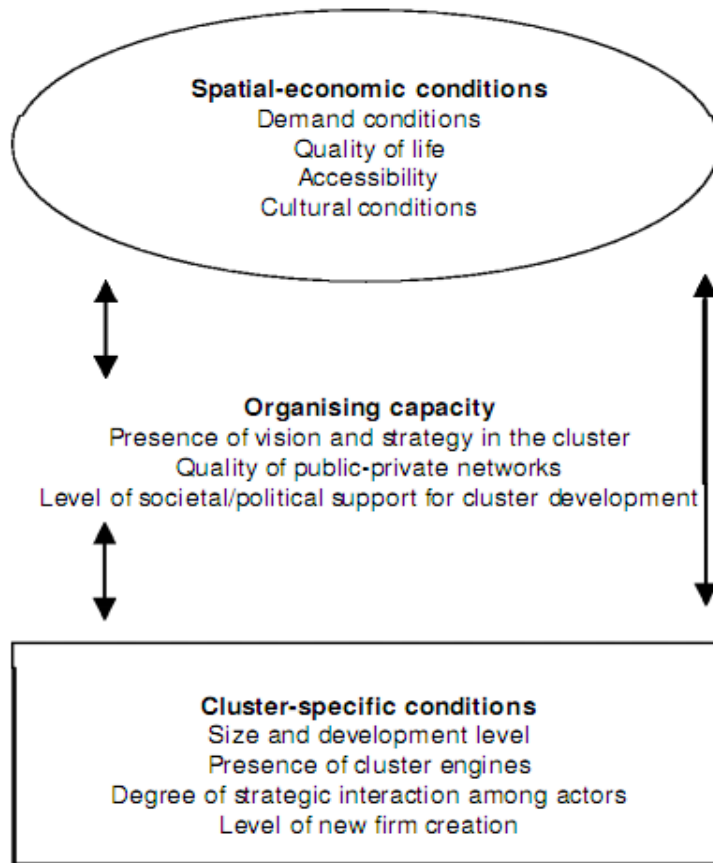 Spatial-economic conditions
Demand conditions
Quality of life
Accessibility
Cultural conditions
Organising capacity
Presence of vision and strategy in the cluster
Quality of public-private networks
Level of societal/political support for cluster development
Cluster-specific conditions
Size and development level
Presence of cluster engines
Degree of strategic interaction among actors
Level of new firm creation